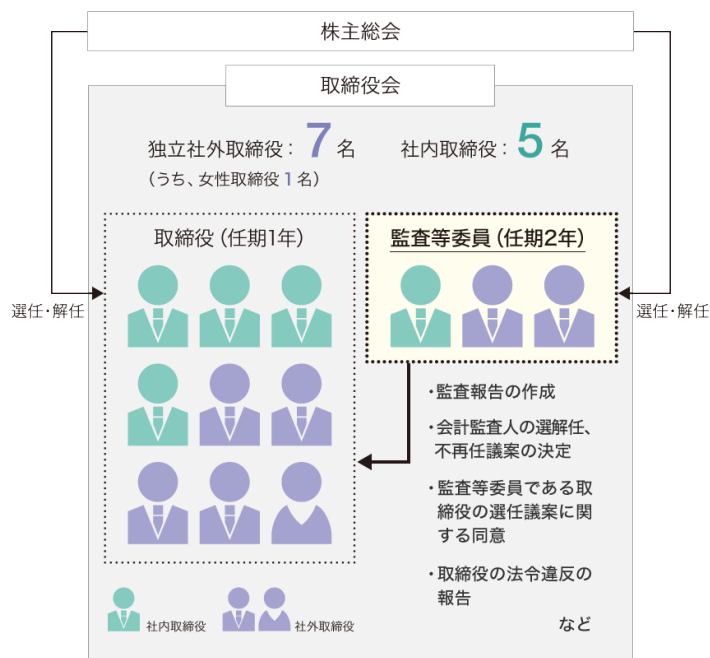 株主総会
取締役会
独立社外取締役：7名
（うち、女性取締役1名）
社内取締役：5名
取締役（任期1年）
監査等委員（任期2年）
選任・解任
選任・解任
・監査報告の作成
・会計監査人の選解任、
不再任議案の決定
・監査等委員である取
締役の選任議案に関
する同意
・取締役の法令違反の
報告
など
社内取締役
社外取締役